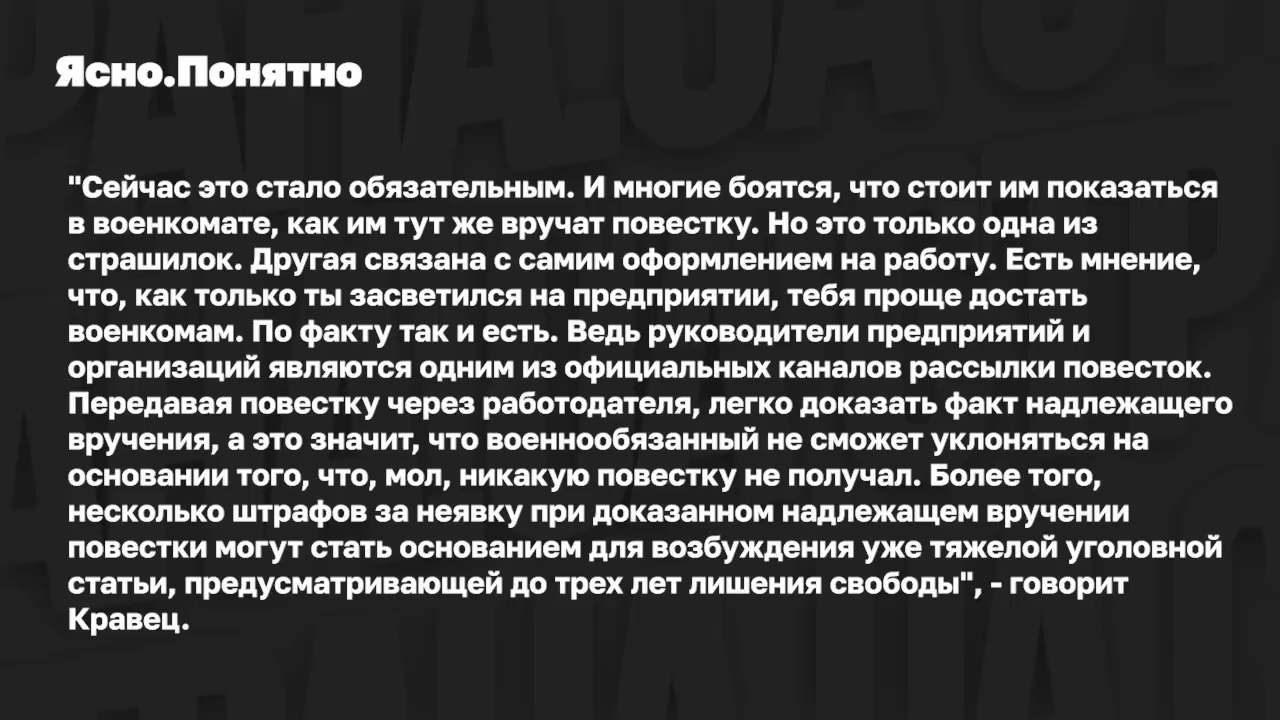 Ясно.Понятно
"Сейчас это стало обязательным. И многие боятся, что стоит им показаться
в военкомате, как им тут же вручат повестку. Но это только одна из
страшилок. Другая связана с самим оформлением на работу. Есть мнение,
что, как только ты засветился на предприятии, тебя проще достать
военкомам. По факту так и есть. Ведь руководители предприятий и
организаций являются одним из официальных каналов рассылки повесток.
Передавая повестку через работодателя, легко доказать факт надлежащего
вручения, а это значит, что военнообязанный не сможет уклоняться на
основании того, что, мол, никакую повестку не получал. Более того,
несколько штрафов за неявку при доказанном надлежащем вручении
повестки могут стать основанием для возбуждения уже тяжелой уголовной
статьи, предусматривающей до трех лет лишения свободы", - говорит
Кравец.